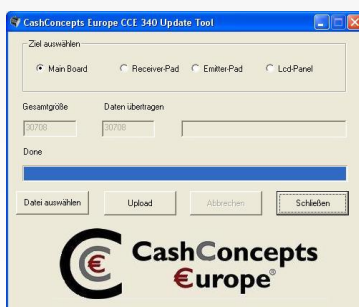 CashConcepts Europe CCE 340 Update Tool
Ziel auswählen
Main Board Receiver-Pad Emitter-Pad Lcd-Panel
Gesamtgröße Daten übertragen
30708 30708
Done
Datei auswählen Upload Abbrechen Schließen
CashConcepts
€urope®